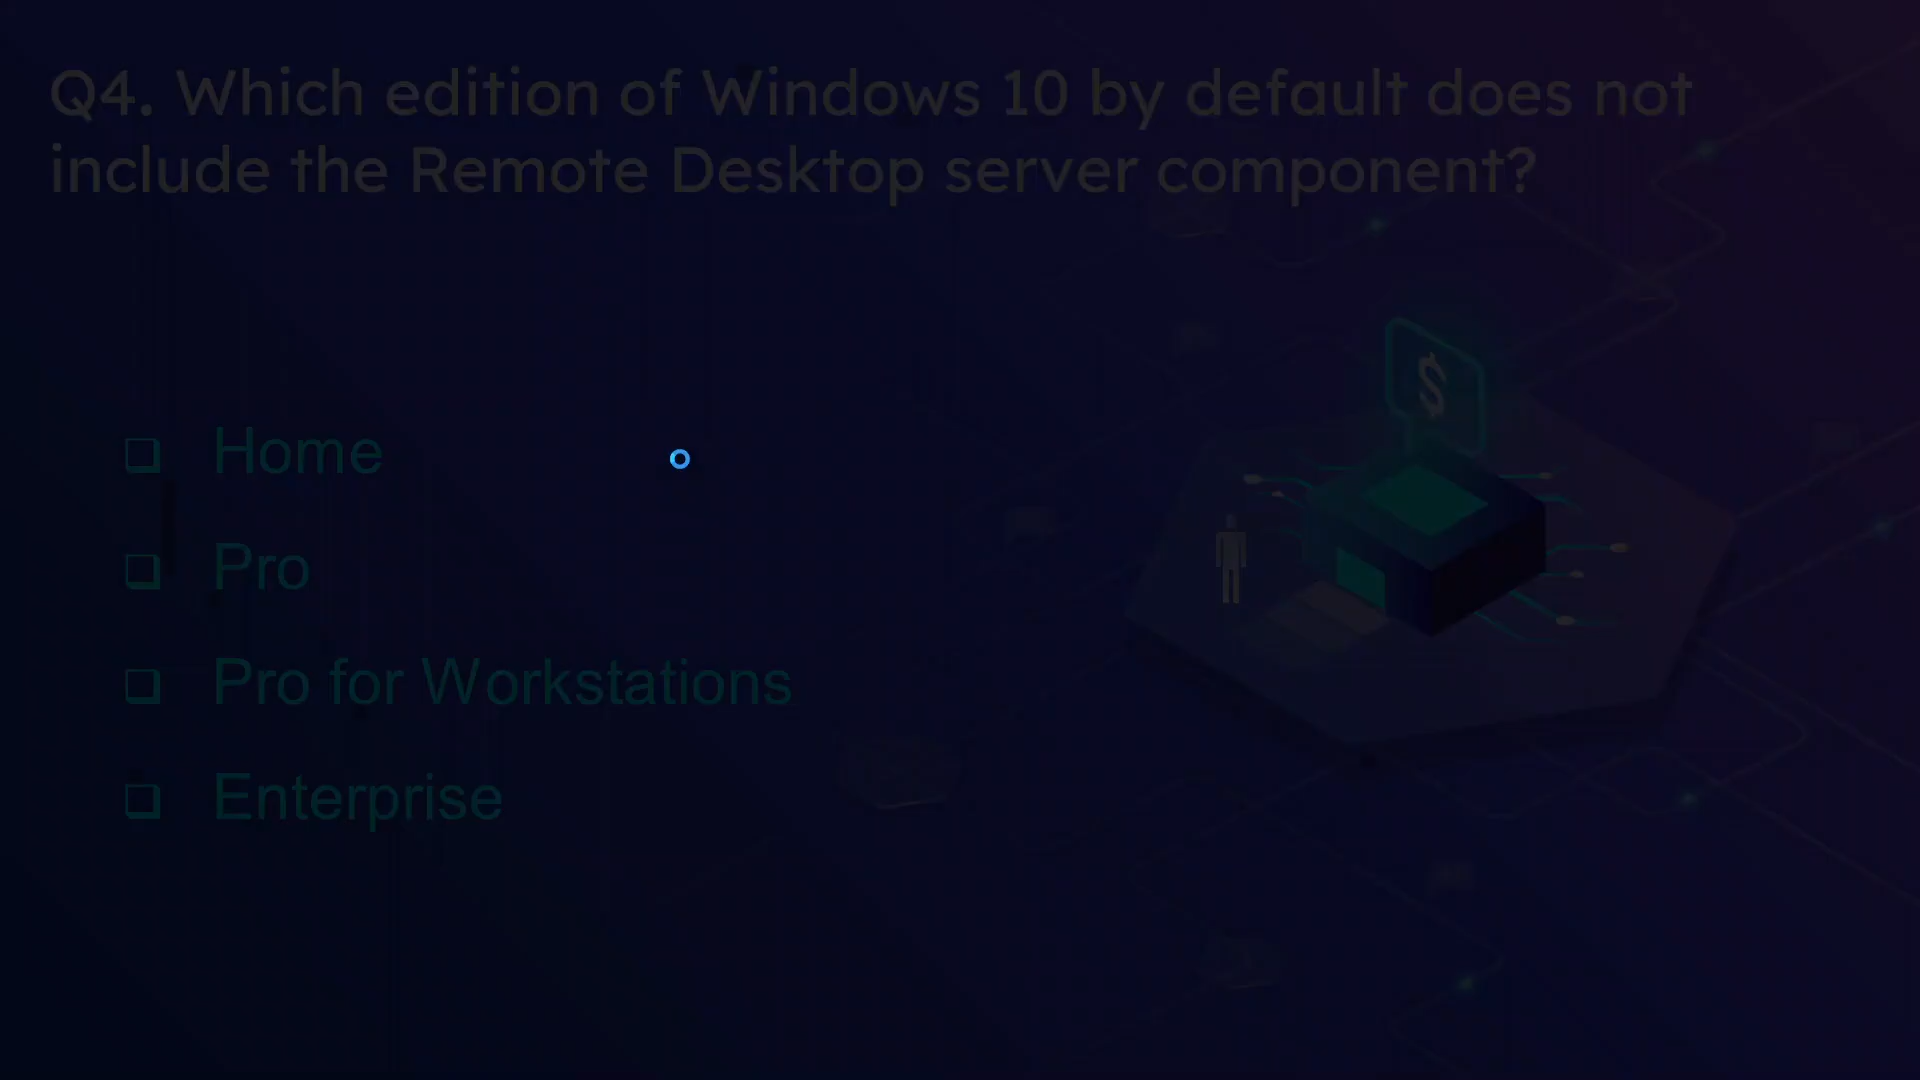 Q4. Which edition of Windows 10 by default does not
include the Remote Desktop server component?
$
❑ Home
❑ Pro
❑ Pro for Workstations
❑ Enterprise